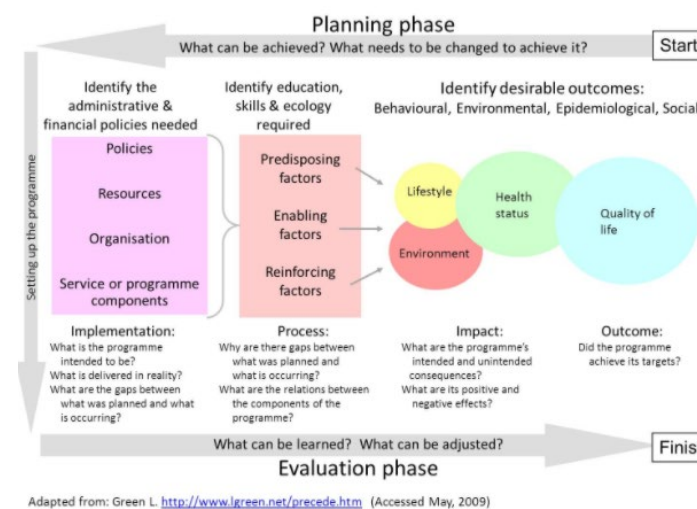 Planning phase
What can be achieved? What needs to be changed to achieve it?
Start
Setting up the programme
Identify the
administrative &
financial policies needed
Policies
Resources
Organisation
Service or programme
components
Identify education,
skills & ecology
required
Predisposing
factors
Enabling
factors
Reinforcing
factors
Identify desirable outcomes:
Behavioural, Environmental, Epidemiological, Social
Lifestyle
Environment
Health
status
Quality of
life
Implementation:
What is the programme
intended to be?
What is delivered in reality?
What are the gaps between
what was planned and what
is occurring?
Process:
Why are there gaps between
what was planned and
what is occurring?
What are the relations between
the components of the
programme?
Impact:
What are the programme's
intended and unintended
consequences?
What are its positive and
negative effects?
Outcome:
Did the programme
achieve its targets?
What can be learned? What can be adjusted?
Finis
Evaluation phase
Adapted from: Green L. http://www.lgreen.net/precede.htm (Accessed May, 2009)